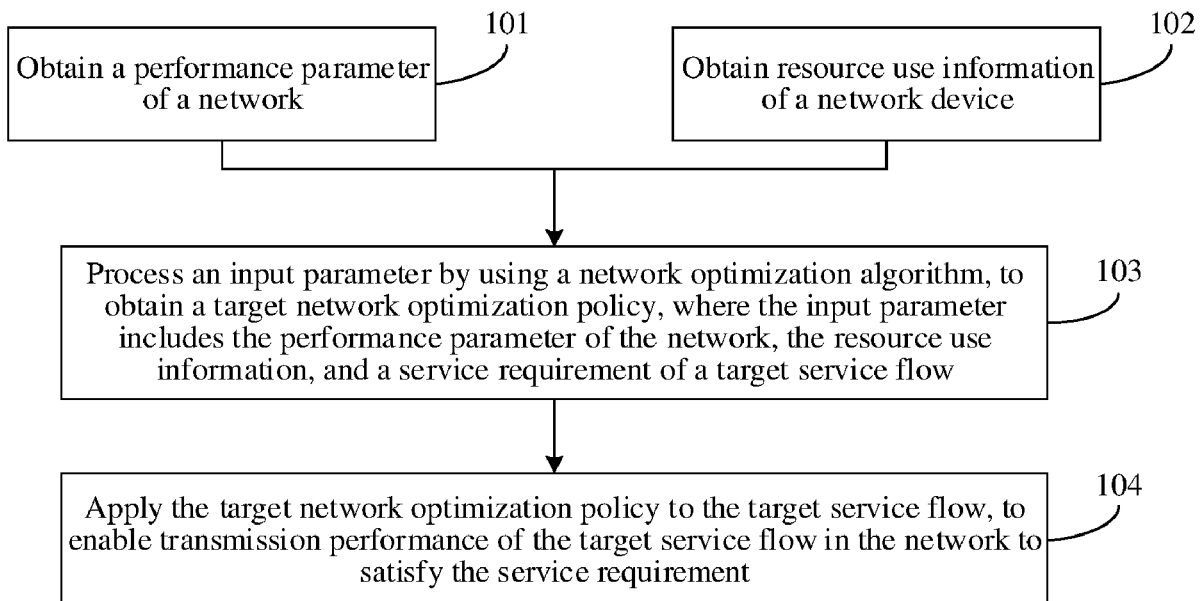 101
Obtain a performance parameter
of a network
102
Obtain resource use information
of a network device
103
Process an input parameter by using a network optimization algorithm, to
obtain a target network optimization policy, where the input parameter
includes the performance parameter of the network, the resource use
information, and a service requirement of a target service flow
104
Apply the target network optimization policy to the target service flow, to
enable transmission performance of the target service flow in the network to
satisfy the service requirement